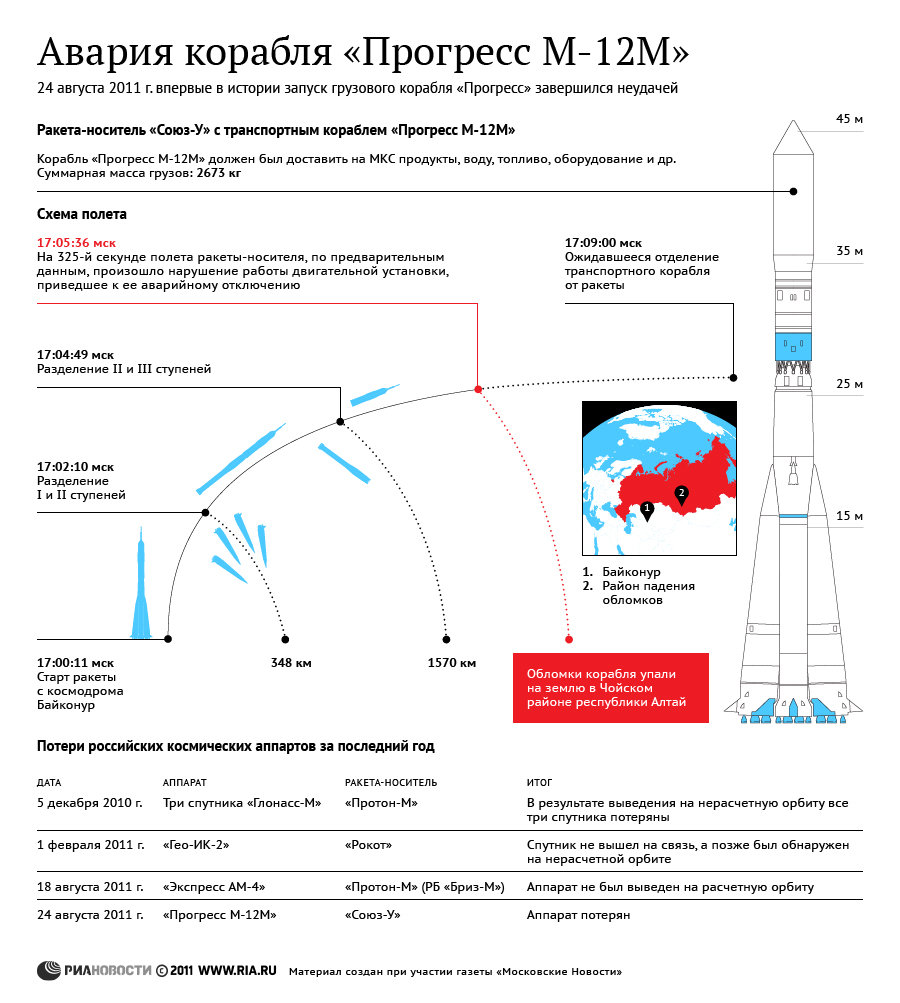 Авария корабля «Прогресс М-12М»
24 августа 2011 г. впервые в истории запуск грузового корабля «Прогресс» завершился неудачей
Ракета-носитель «Союз-У» с транспортным кораблем «Прогресс М-12М»
Корабль «Прогресс М-12М» должен был доставить на МКС продукты, воду, топливо, оборудование и др.
Суммарная масса грузов: 2673 кг
45 м
35 м
25 м
15 м
Схема полета
17:05:36 мск
На 325-й секунде полета ракеты-носителя, по предварительным
данным, произошло нарушение работы двигательной установки,
приведшее к ее аварийному отключению
17:09:00 мск
Ожидавшееся отделение
транспортного корабля
от ракеты
17:04:49 мск
Разделение II и III ступеней
17:02:10 мск
Разделение
I и II ступеней
1
2
1. Байконур
2. Район падения
обломков
17:00:11 мск
Старт ракеты
с космодрома
Байконур
348 км
1570 км
Обломки корабля упали
на землю в Чойском
районе республики Алтай
Потери российских космических аппартов за последний год
ДАТА АППАРАТ РАКЕТА-НОСИТЕЛЬ ИТОГ
5 декабря 2010 г. Три спутника «Глонасс-М» «Протон-М» В результате выведения на нерасчетную орбиту все
три спутника потеряны
1 февраля 2011 г. «Гео-ИК-2» «Рокот» Спутник не вышел на связь, а позже был обнаружен
на нерасчетной орбите
18 августа 2011 г. «Экспресс АМ-4» «Протон-М» (РБ «Бриз-М») Аппарат не был выведен на расчетную орбиту
24 августа 2011 г. «Прогресс М-12М» «Союз-У» Аппарат потерян
РИАНОВОСТИ © 2011 WWW.RIA.RU Материал создан при участии газеты «Московские Новости»